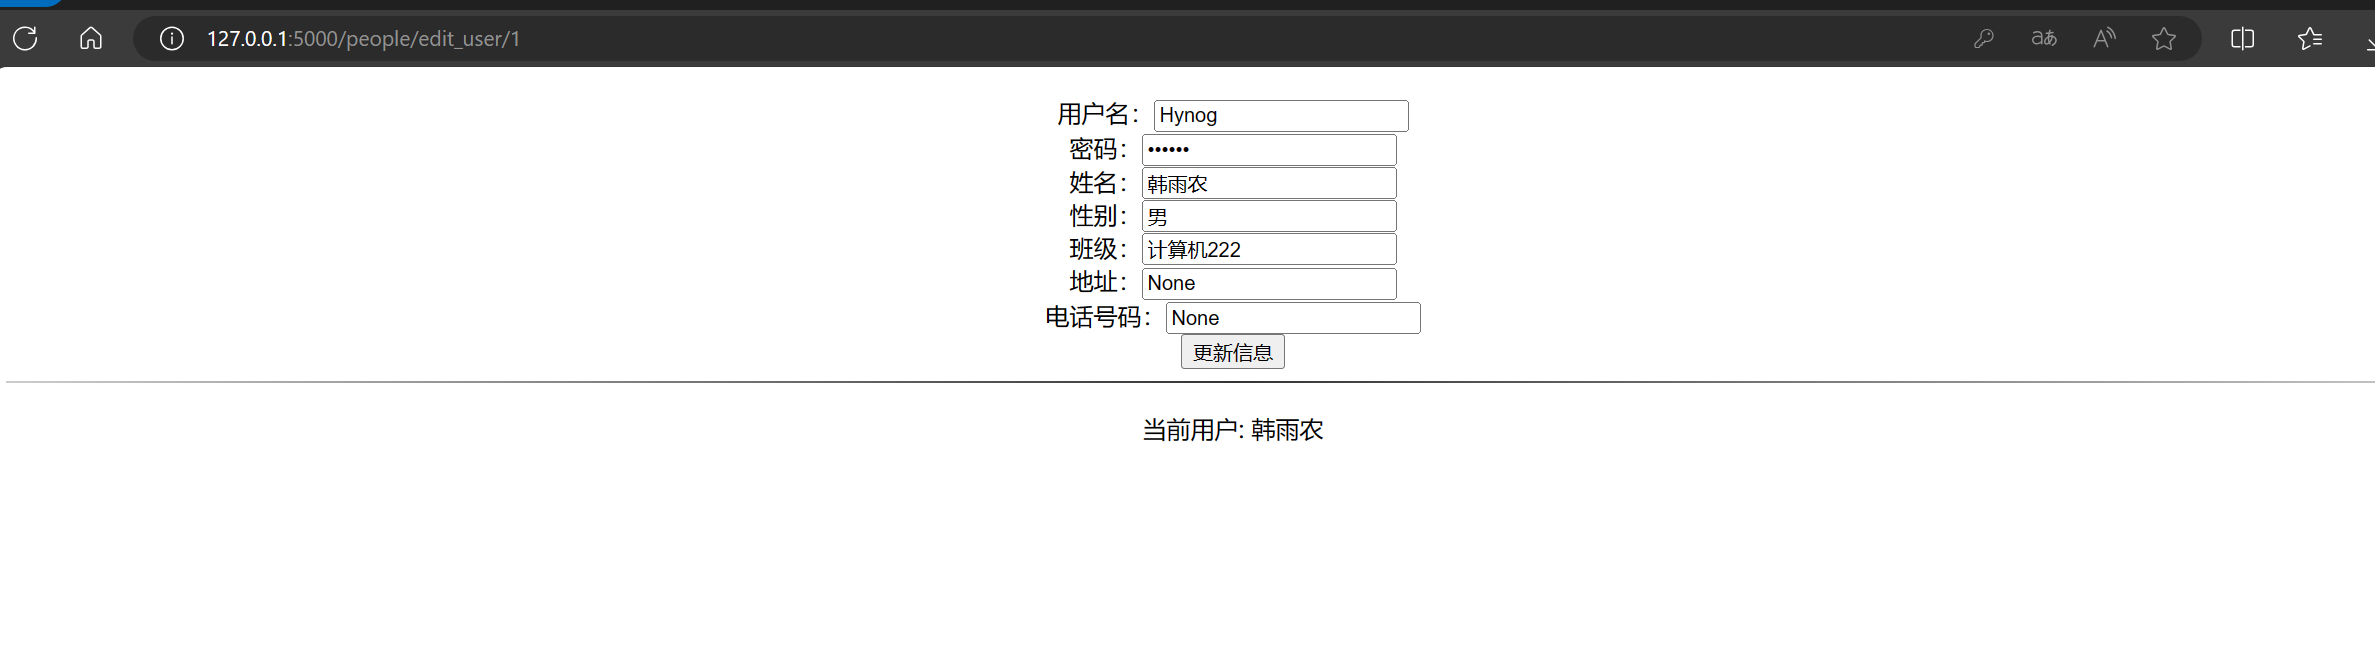 127.0.0.1:5000/people/edit_user/1
用户名：Hynog
密码：••••••
姓名：韩雨农
性别：男
班级：计算机222
地址：None
电话号码：None
更新信息
当前用户: 韩雨农